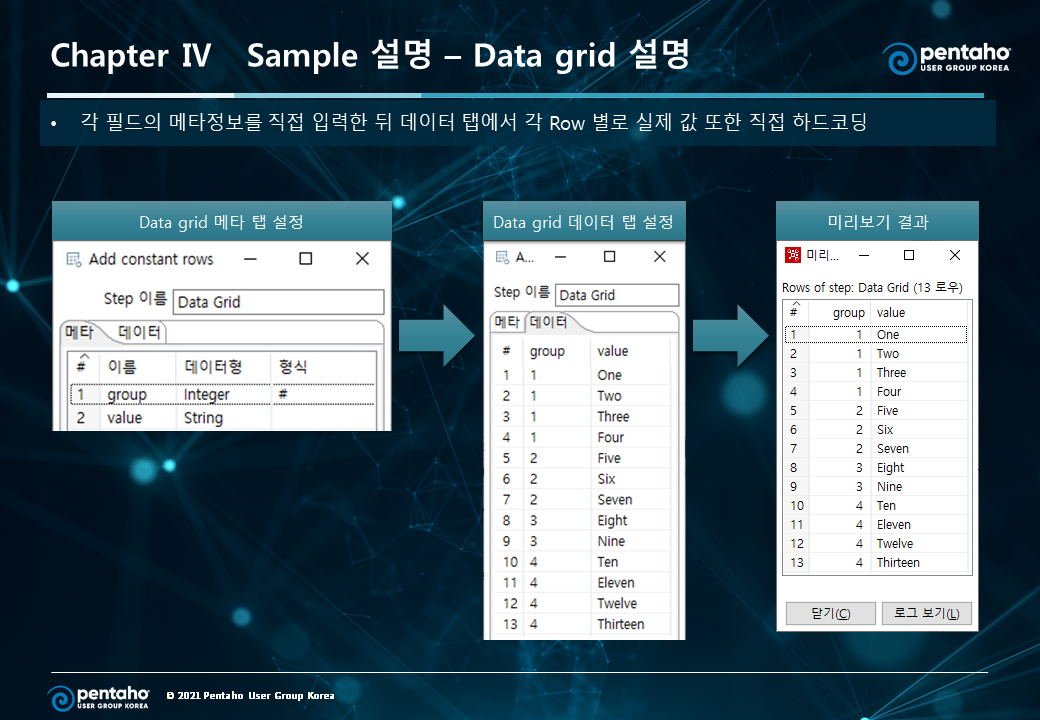 Chapter Ⅳ Sample 설명 – Data grid 설명
pentaho
USER GROUP KOREA
• 각 필드의 메타정보를 직접 입력한 뒤 데이터 탭에서 각 Row 별로 실제 값 또한 직접 하드코딩
Data grid 메타 탭 설정
Add constant rows
Step 이름 Data Grid
메타 데이터
# 이름 데이터형 형식
1 group Integer #
2 value String
Data grid 데이터 탭 설정
A...
Step 이름 Data Grid
메타 데이터
# group value
1 1 One
2 1 Two
3 1 Three
4 1 Four
5 2 Five
6 2 Six
7 2 Seven
8 3 Eight
9 3 Nine
10 4 Ten
11 4 Eleven
12 4 Twelve
13 4 Thirteen
미리보기 결과
미리...
Rows of step: Data Grid (13 로우)
# group value
1 1 One
2 1 Two
3 1 Three
4 1 Four
5 2 Five
6 2 Six
7 2 Seven
8 3 Eight
9 3 Nine
10 4 Ten
11 4 Eleven
12 4 Twelve
13 4 Thirteen
닫기(C) 로그 보기(L)
pentaho
USER GROUP KOREA
© 2021 Pentaho User Group Korea